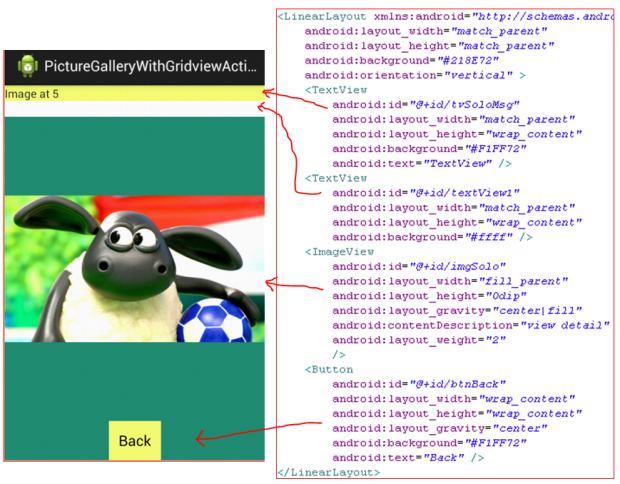 PictureGalleryWithGridviewActi...
Image at 5
Back
<LinearLayout xmlns:android="http://schemas.andro
android:layout_width="match_parent"
android:layout_height="match_parent"
android:background="#218E72"
android:orientation="vertical" >
<TextView
android:id="@+id/tvSoloMsg"
android:layout_width="match_parent"
android:layout_height="wrap_content"
android:background="#F1FF72"
android:text="TextView" />
<TextView
android:id="@+id/textView1"
android:layout_width="match_parent"
android:layout_height="wrap_content"
android:background="#ffff" />
<ImageView
android:id="@+id/imgSolo"
android:layout_width="fill_parent"
android:layout_height="0dip"
android:layout_gravity="center|fill"
android:contentDescription="view detail"
android:layout_weight="2"
/>
<Button
android:id="@+id/btnBack"
android:layout_width="wrap_content"
android:layout_height="wrap_content"
android:layout_gravity="center"
android:background="#F1FF72"
android:text="Back" />
</LinearLayout>